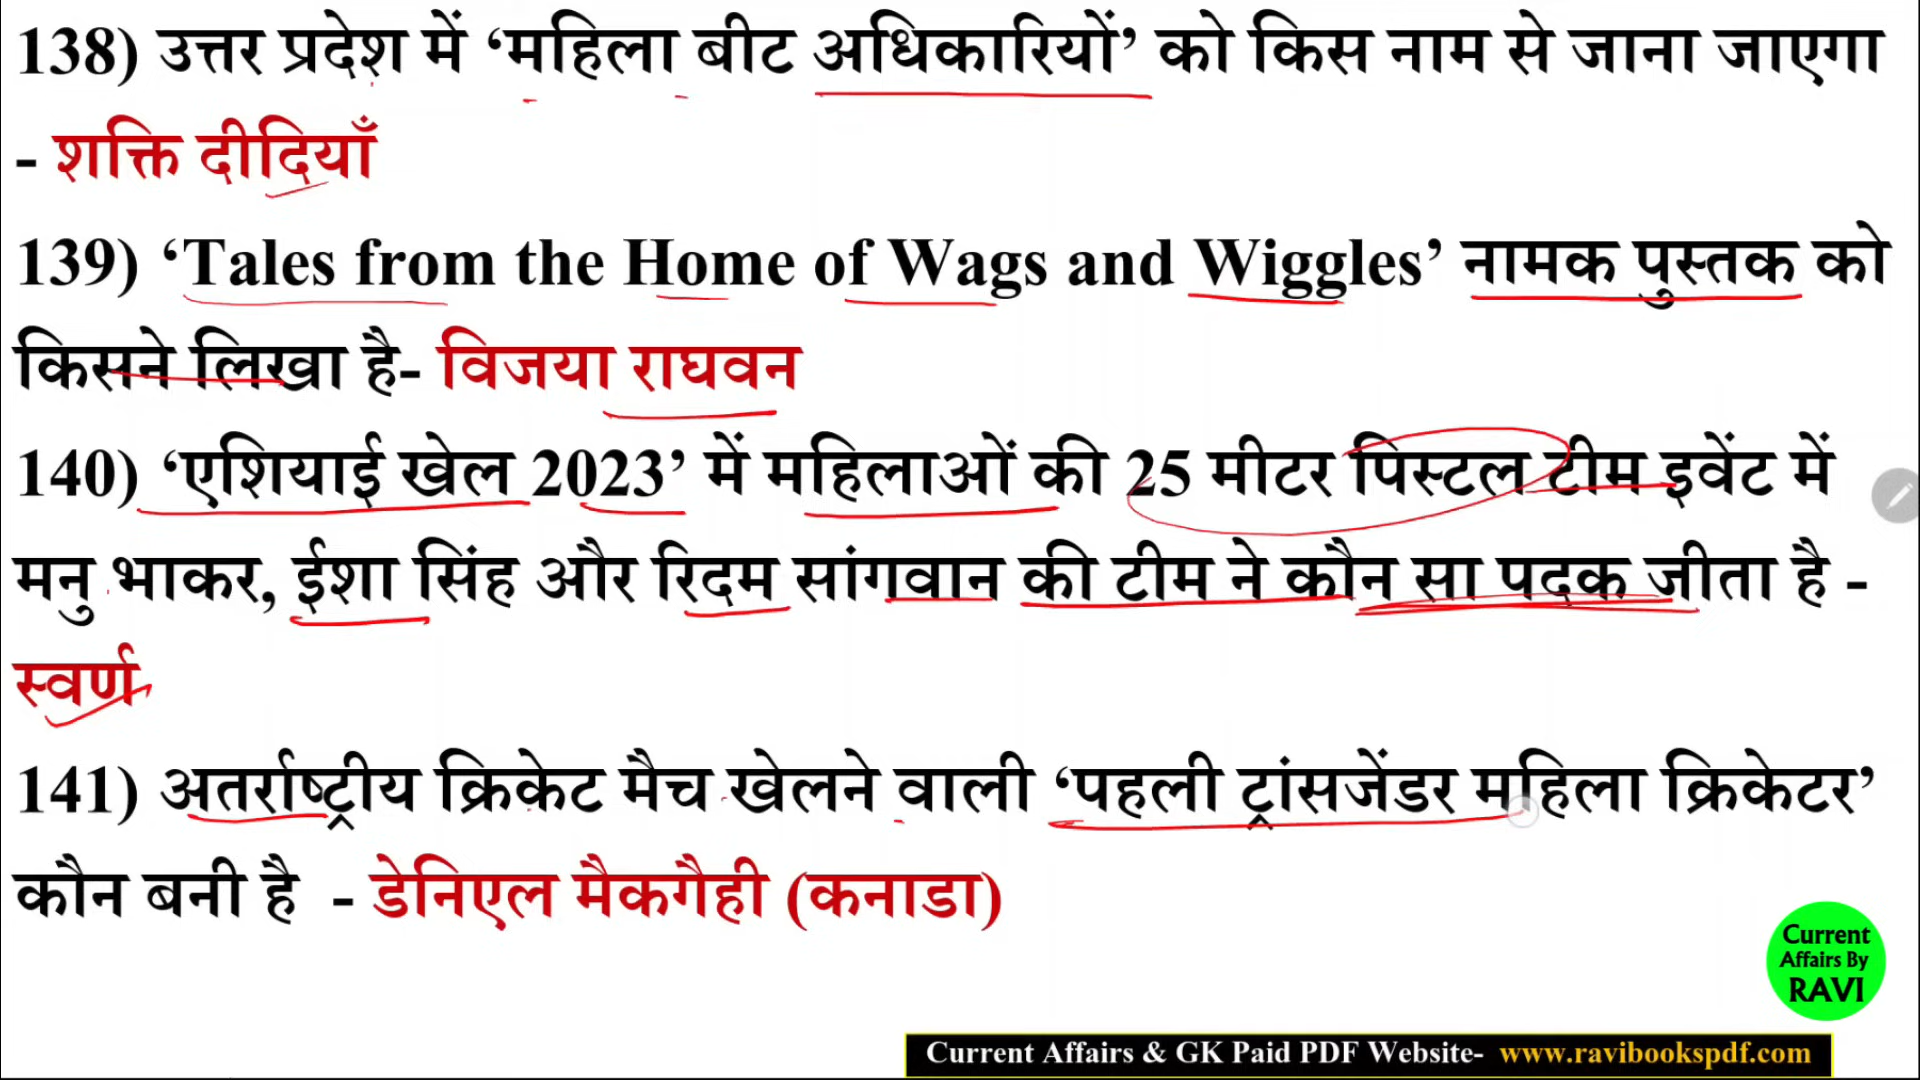 138) उत्तर प्रदेश में ‘महिला बीट अधिकारियों’ को किस नाम से जाना जाएगा
- शक्ति दीदियाँ
139) ‘Tales from the Home of Wags and Wiggles’ नामक पुस्तक को
किसने लिखा है- विजया राघवन
140) ‘एशियाई खेल 2023’ में महिलाओं की 25 मीटर पिस्टल टीम इवेंट में
मनु भाकर, ईशा सिंह और रिदम सांगवान की टीम ने कौन सा पदक जीता है -
स्वर्ण
141) अतर्राष्ट्रीय क्रिकेट मैच खेलने वाली ‘पहली ट्रांसजेंडर महिला क्रिकेटर’
कौन बनी है - डेनिएल मैकगैही (कनाडा)
Current
Affairs By
RAVI
Current Affairs & GK Paid PDF Website- www.ravibookspdf.com